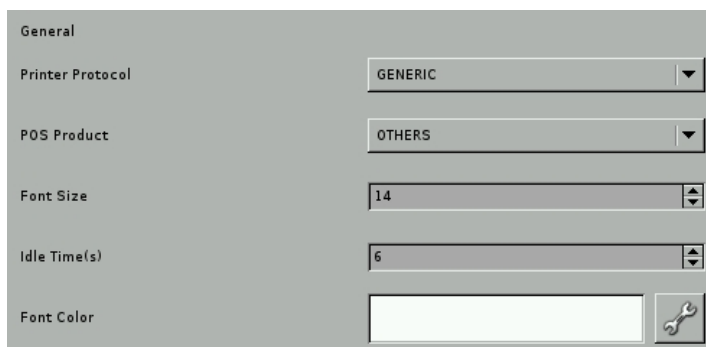 General
Printer Protocol GENERIC
POS Product OTHERS
Font Size 14
Idle Time(s) 6
Font Color